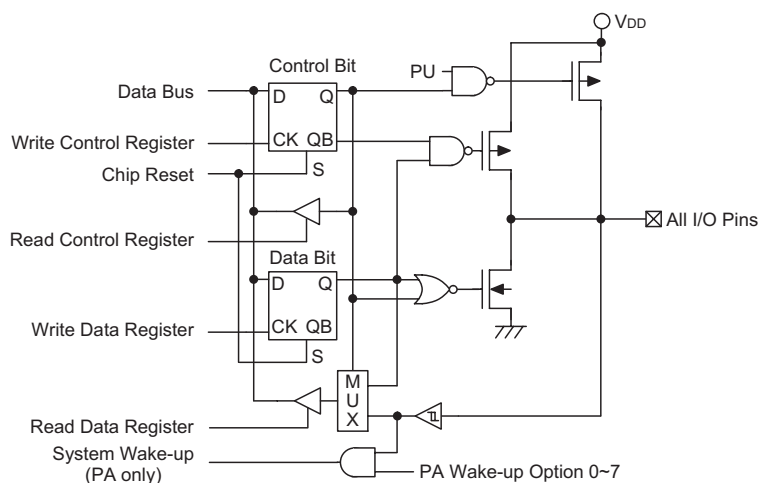 VDD
Control Bit
PU
Data Bus
D
Q
Write Control Register
CK
QB
Chip Reset
S
All I/O Pins
Read Control Register
Data Bit
D
Q
Write Data Register
CK
QB
S
M
U
X
Read Data Register
System Wake-up
(PA only)
PA Wake-up Option 0~7